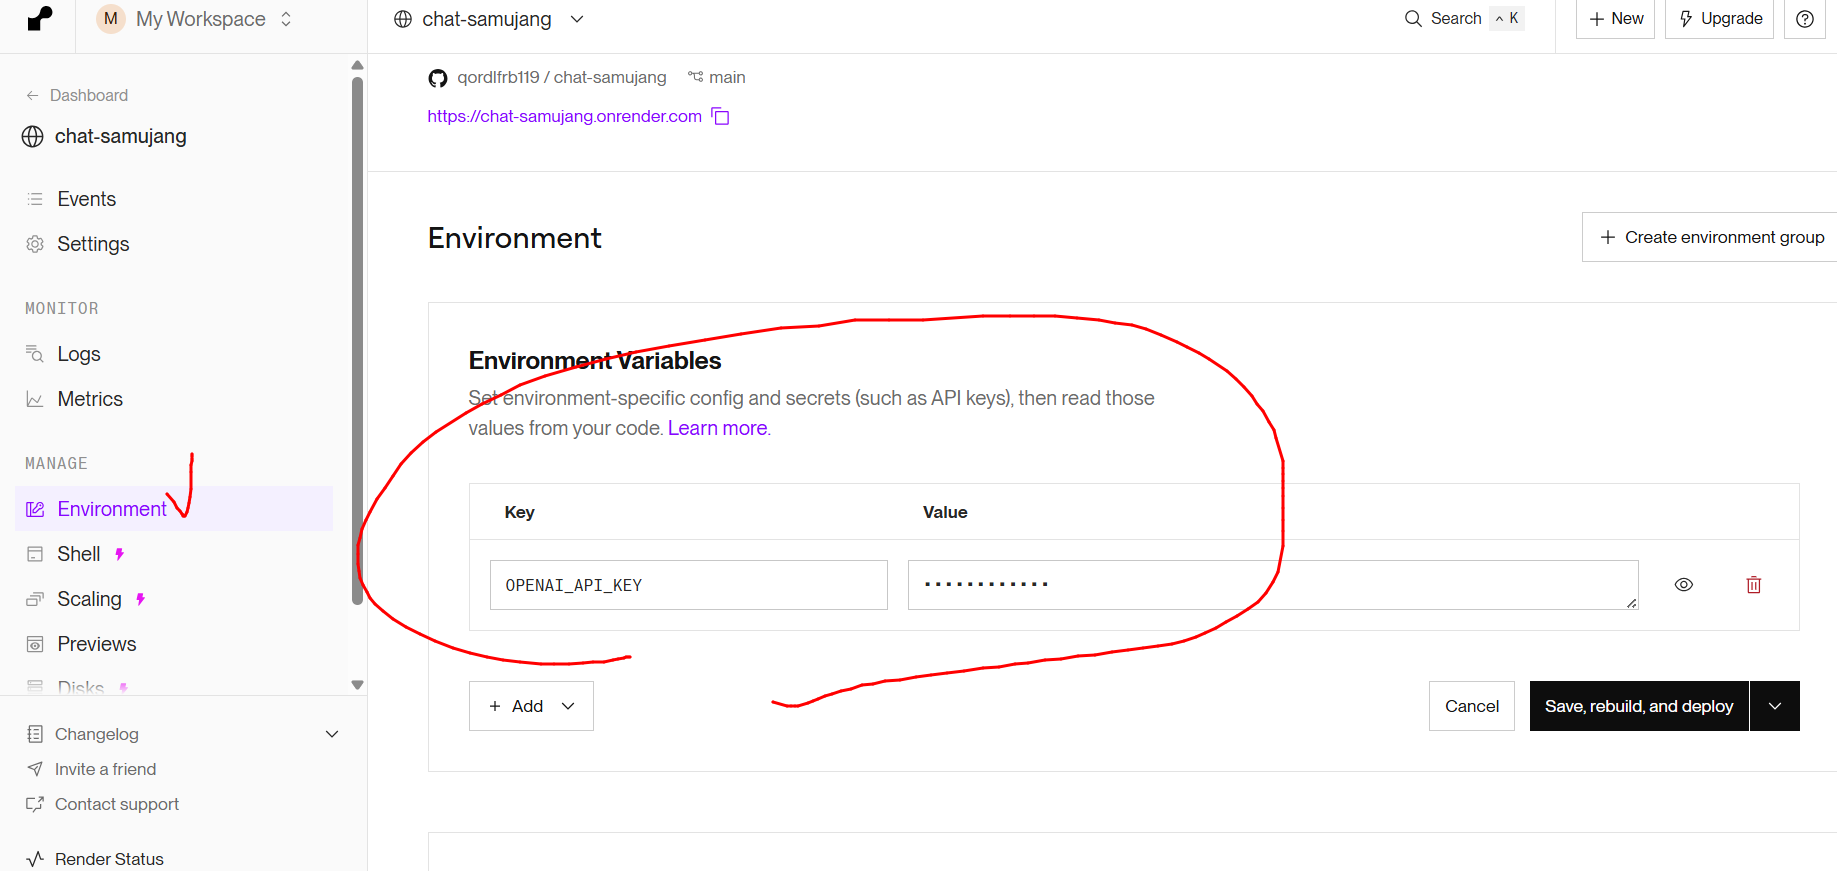 M My Workspace
chat-samujang
Search ^ K
+ New
Upgrade
← Dashboard
chat-samujang
Events
Settings
MONITOR
Logs
Metrics
MANAGE
Environment
Shell
Scaling
Previews
Disks
Changelog
Invite a friend
Contact support
Render Status
qordlfrb119 / chat-samujang main
https://chat-samujang.onrender.com
Environment
+ Create environment group
Environment Variables
Set environment-specific config and secrets (such as API keys), then read those
values from your code. Learn more.
Key Value
OPENAI_API_KEY ············
+ Add
Cancel
Save, rebuild, and deploy